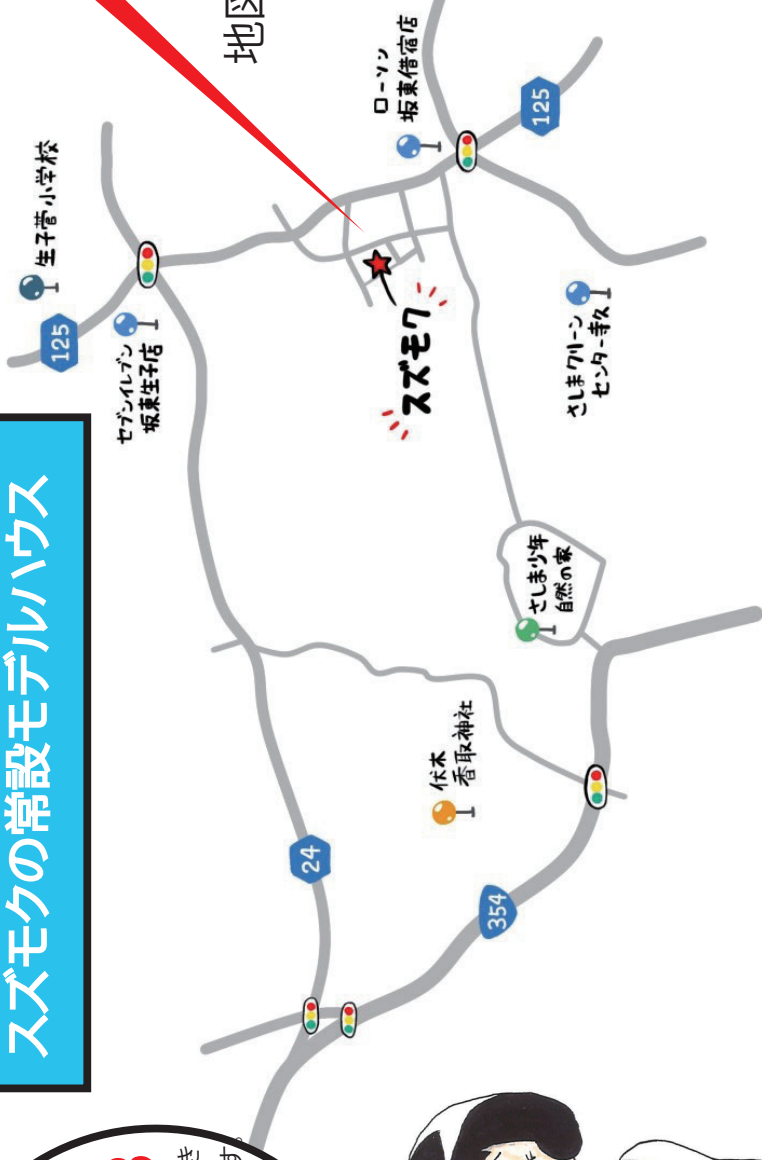 スズモクの常設モデルハウス
125
生子菅小学校
セブンイレブン
坂東生子店
24
地図
ローソン
坂東借宿店
125
スズモク
さしまクリーン
センター寺久
さしま少年
自然の家
伏木
香取神社
354
き
す。